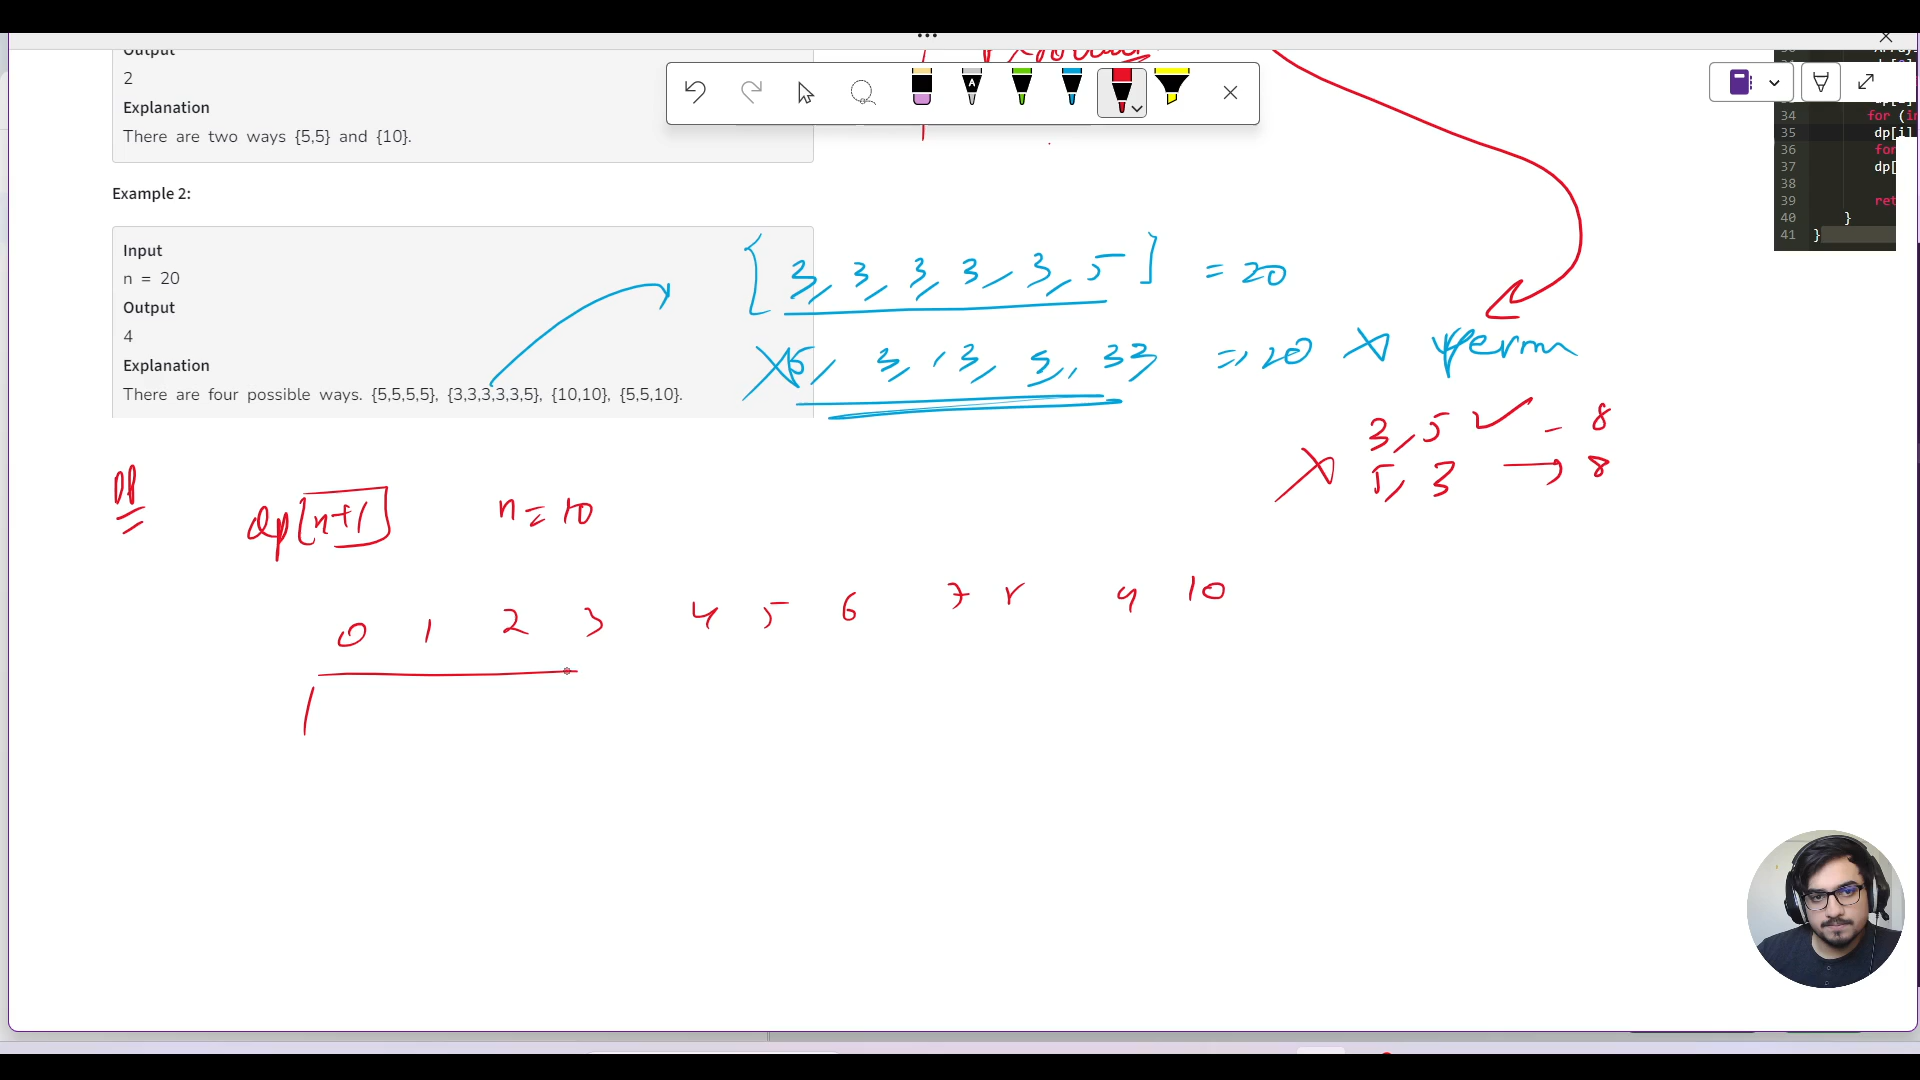 Output
2
Explanation
There are two ways {5,5} and {10}.
Example 2:
Input
n = 20
Output
4
Explanation
There are four possible ways. {5,5,5,5}, {3,3,3,3,3,5}, {10,10}, {5,5,10}.
[3, 3, 3, 3, 3, 5] = 20
5, 3, 3, 3, 33 = 20 X perm
3, 5 - 8
5, 3 → 8
DP
dp[n+1] n = 10
0 1 2 3 4 5 6 7 8 9 10
A
34 for (in
35 dp[i]
36 for
37 dp[
38
39 ret
40 }
41 }